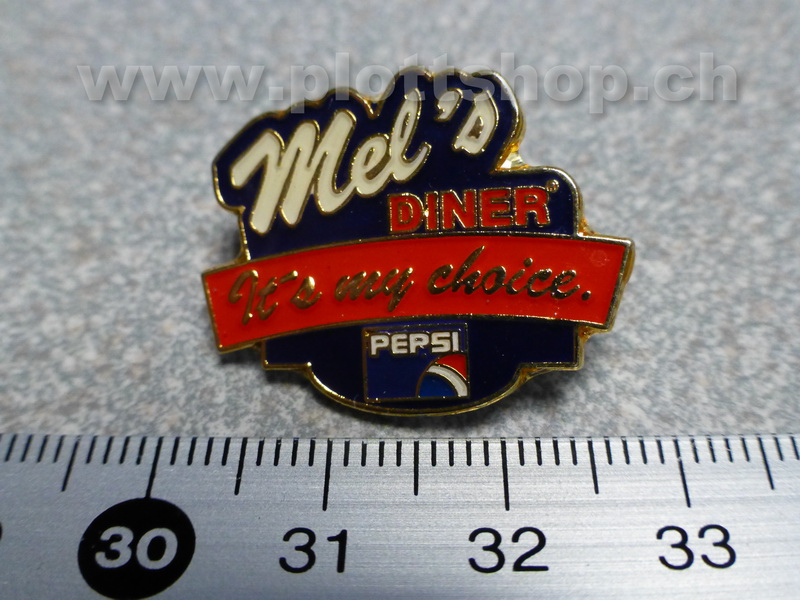 www.plottshop.ch
Mel's
DINER®
It's my choice.
PEPSI
30 31 32 33